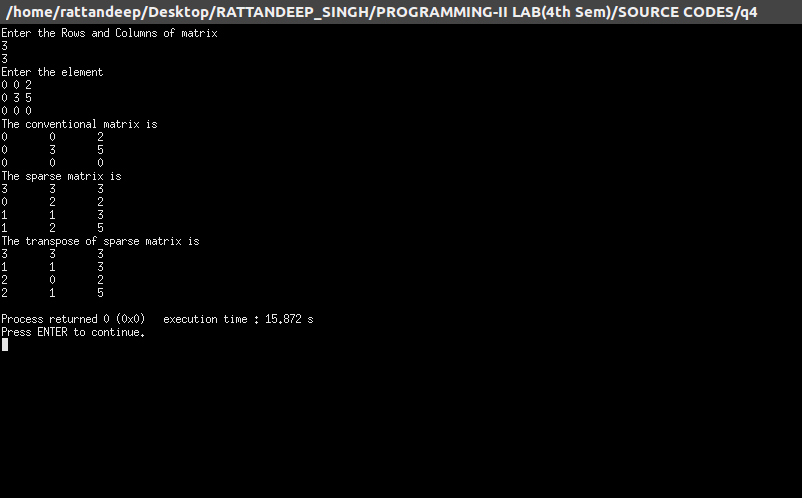 /home/rattandeep/Desktop/RATTANDEEP_SINGH/PROGRAMMING-II LAB(4th Sem)/SOURCE CODES/q4
Enter the Rows and Columns of matrix
3
3
Enter the element
0 0 2
0 3 5
0 0 0
The conventional matrix is
0 0 2
0 3 5
0 0 0
The sparse matrix is
3 3 3
0 2 2
1 1 3
1 2 5
The transpose of sparse matrix is
3 3 3
1 1 3
2 0 2
2 1 5
Process returned 0 (0x0) execution time : 15.872 s
Press ENTER to continue.